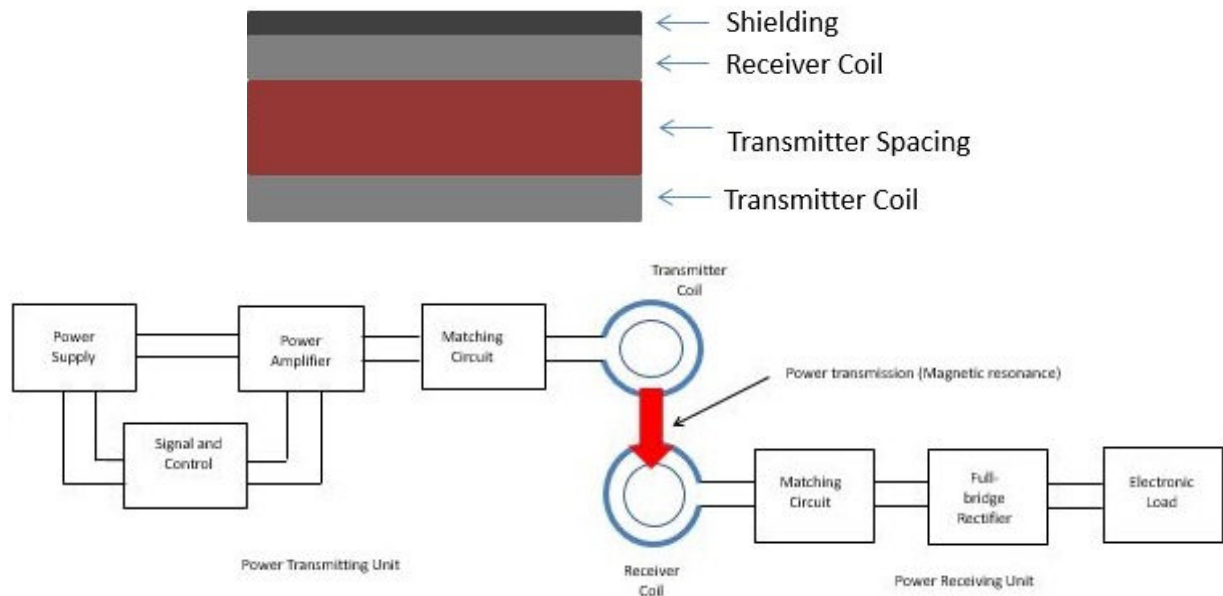 Shielding
Receiver Coil
Transmitter Spacing
Transmitter Coil
Transmitter
Coil
Power
Supply
Power
Amplifier
Matching
Circuit
Power transmission (Magnetic resonance)
Signal and
Control
Matching
Circuit
Full-
bridge
Rectifier
Electronic
Load
Power Transmitting Unit
Receiver
Coil
Power Receiving Unit